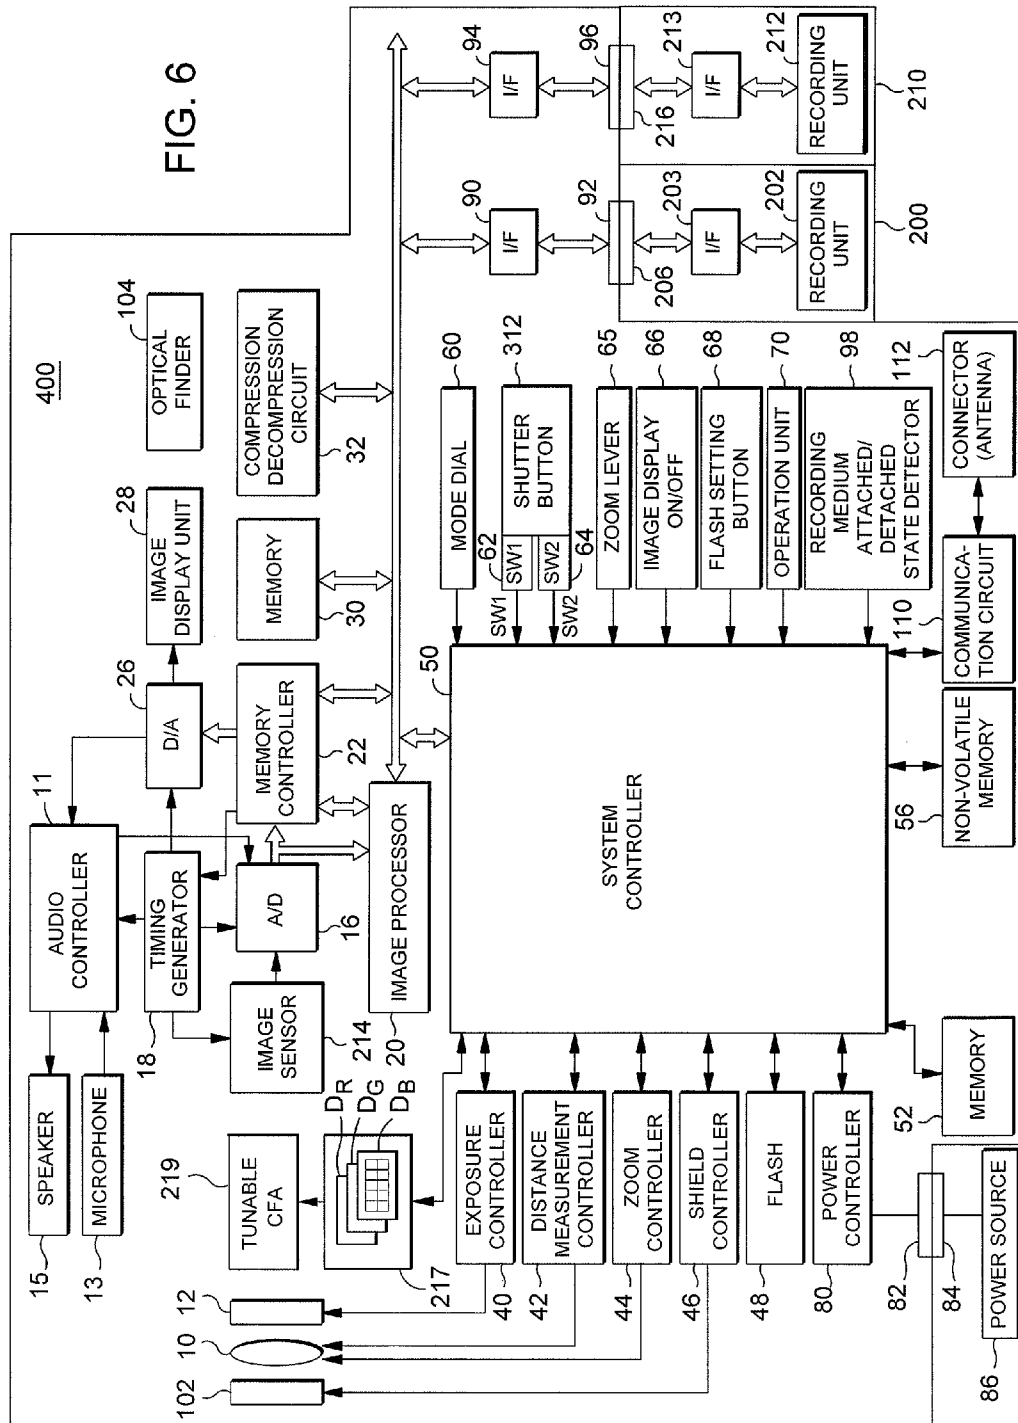 FIG. 6
400
SPEAKER
15
MICROPHONE
13
AUDIO
CONTROLLER
11
TIMING
GENERATOR
18
D/A
26
IMAGE
DISPLAY UNIT
28
OPTICAL
FINDER
104
102
10
12
TUNABLE
CFA
219
IMAGE
SENSOR
214
A/D
16
MEMORY
CONTROLLER
22
MEMORY
30
COMPRESSION
DECOMPRESSION
CIRCUIT
32
DR
DG
DB
217
IMAGE PROCESSOR
20
I/F
90
I/F
94
92
206
96
216
I/F
203
I/F
213
RECORDING
UNIT
202
RECORDING
UNIT
212
200
210
EXPOSURE
CONTROLLER
40
DISTANCE
MEASUREMENT
CONTROLLER
42
ZOOM
CONTROLLER
44
SHIELD
CONTROLLER
46
FLASH
48
POWER
CONTROLLER
80
82
84
POWER SOURCE
86
SYSTEM
CONTROLLER
50
MODE DIAL
60
SHUTTER
BUTTON
312
SW1
SW1
62
SW2
SW2
64
ZOOM LEVER
65
IMAGE DISPLAY
ON/OFF
66
FLASH SETTING
BUTTON
68
OPERATION UNIT
70
RECORDING
MEDIUM
ATTACHED/
DETACHED
STATE DETECTOR
98
MEMORY
52
NON-VOLATILE
MEMORY
56
COMMUNICA-
TION CIRCUIT
110
CONNECTOR
(ANTENNA)
112